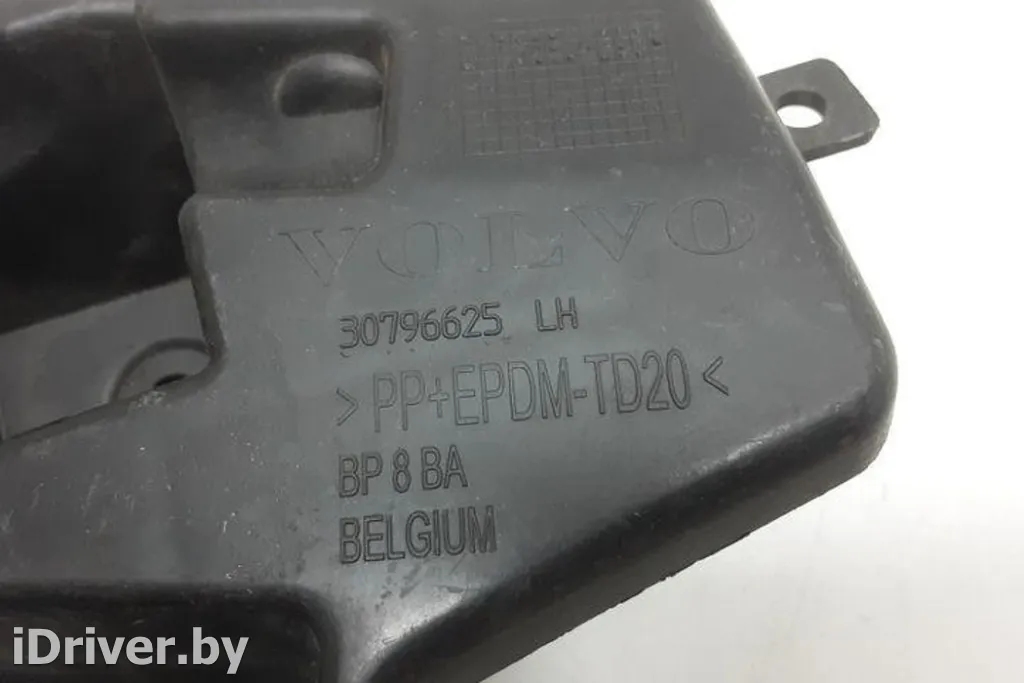 VOLVO
30796625 LH
>PP+EPDM-TD20<
BP 8 BA
BELGIUM
iDriver.by